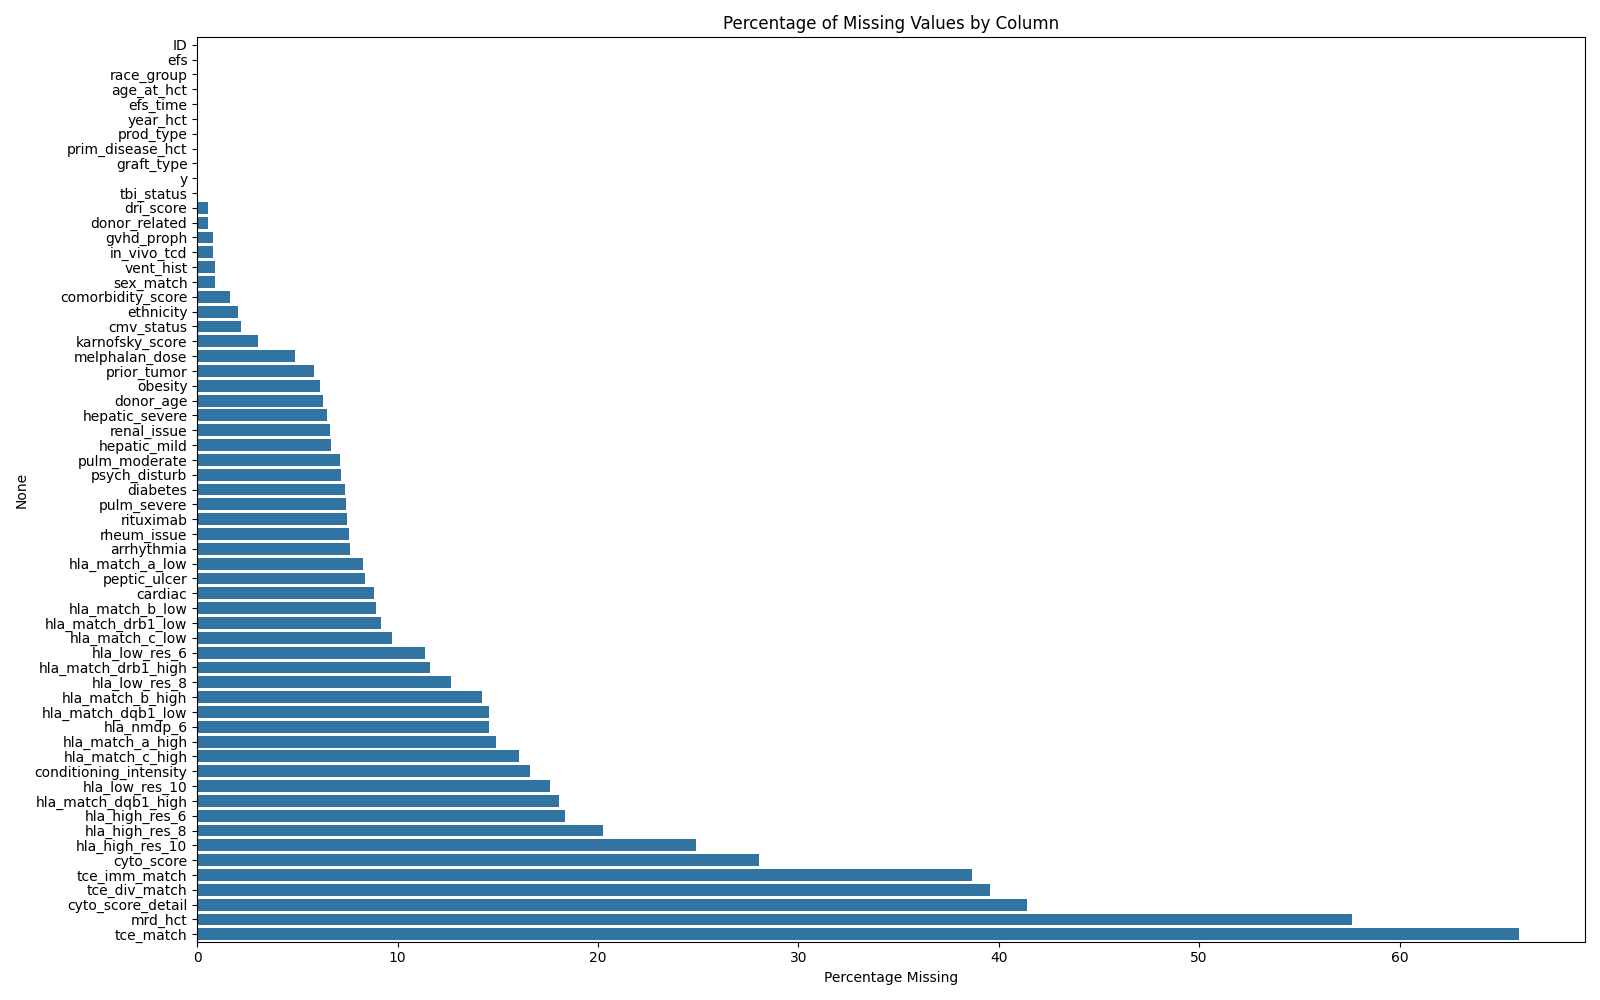 Percentage of Missing Values by Column
ID
efs
race_group
age_at_hct
efs_time
year_hct
prod_type
prim_disease_hct
graft_type
y
tbi_status
dri_score
donor_related
gvhd_proph
in_vivo_tcd
vent_hist
sex_match
comorbidity_score
ethnicity
cmv_status
karnofsky_score
melphalan_dose
prior_tumor
obesity
donor_age
hepatic_severe
renal_issue
hepatic_mild
pulm_moderate
psych_disturb
diabetes
pulm_severe
rituximab
rheum_issue
arrhythmia
hla_match_a_low
peptic_ulcer
cardiac
hla_match_b_low
hla_match_drb1_low
hla_match_c_low
hla_low_res_6
hla_match_drb1_high
hla_low_res_8
hla_match_b_high
hla_match_dqb1_low
hla_nmdp_6
hla_match_a_high
hla_match_c_high
conditioning_intensity
hla_low_res_10
hla_match_dqb1_high
hla_high_res_6
hla_high_res_8
hla_high_res_10
cyto_score
tce_imm_match
tce_div_match
cyto_score_detail
mrd_hct
tce_match
None
0 10 20 30 40 50 60
Percentage Missing